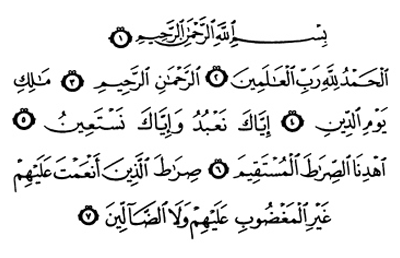 بِسْمِ ٱللَّهِ ٱلرَّحْمَٰنِ ٱلرَّحِيمِ ١
ٱلْحَمْدُ لِلَّهِ رَبِّ ٱلْعَٰلَمِينَ ٢ ٱلرَّحْمَٰنِ ٱلرَّحِيمِ ٣ مَٰلِكِ
يَوْمِ ٱلدِّينِ ٤ إِيَّاكَ نَعْبُدُ وَإِيَّاكَ نَسْتَعِينُ ٥
ٱهْدِنَا ٱلصِّرَٰطَ ٱلْمُسْتَقِيمَ ٦ صِرَٰطَ ٱلَّذِينَ أَنْعَمْتَ عَلَيْهِمْ
غَيْرِ ٱلْمَغْضُوبِ عَلَيْهِمْ وَلَا ٱلضَّآلِّينَ ٧